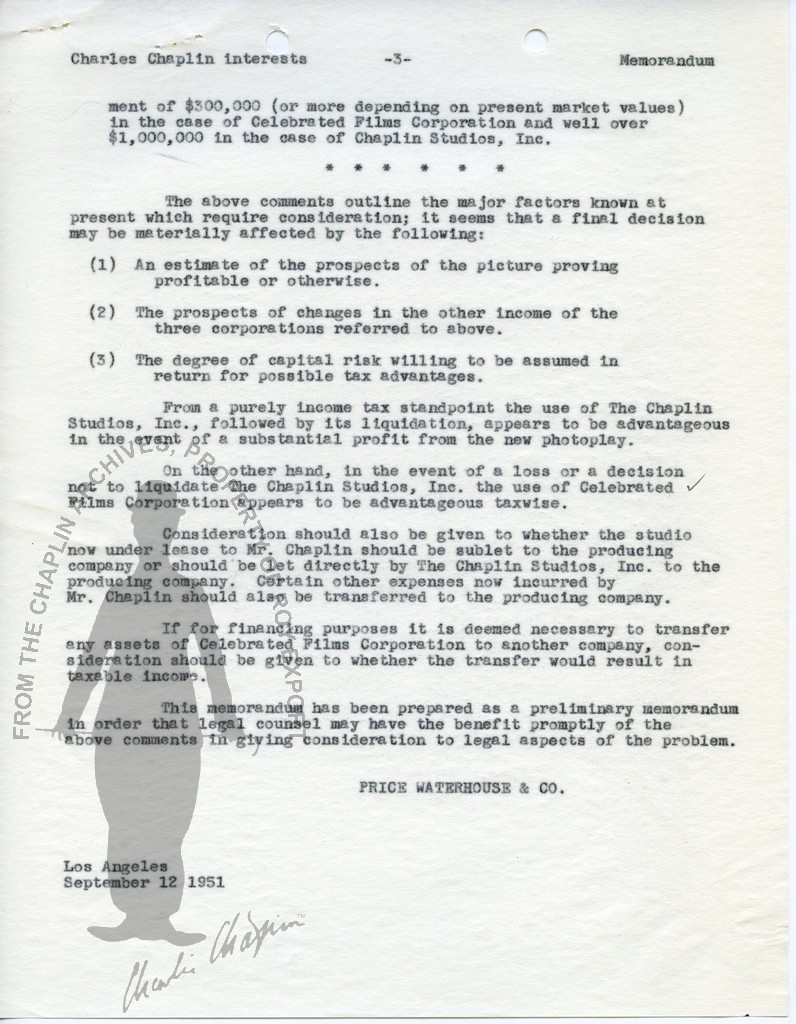 Charles Chaplin interests -3- Memorandum
ment of $300,000 (or more depending on present market values)
in the case of Celebrated Films Corporation and well over
$1,000,000 in the case of Chaplin Studios, Inc.
* * * * * *
The above comments outline the major factors known at
present which require consideration; it seems that a final decision
may be materially affected by the following:
(1) An estimate of the prospects of the picture proving
profitable or otherwise.
(2) The prospects of changes in the other income of the
three corporations referred to above.
(3) The degree of capital risk willing to be assumed in
return for possible tax advantages.
From a purely income tax standpoint the use of The Chaplin
Studios, Inc., followed by its liquidation, appears to be advantageous
in the event of a substantial profit from the new photoplay.
On the other hand, in the event of a loss or a decision
not to liquidate The Chaplin Studios, Inc. the use of Celebrated ✓
Films Corporation appears to be advantageous taxwise.
Consideration should also be given to whether the studio
now under lease to Mr. Chaplin should be sublet to the producing
company or should be let directly by The Chaplin Studios, Inc. to the
producing company. Certain other expenses now incurred by
Mr. Chaplin should also be transferred to the producing company.
If for financing purposes it is deemed necessary to transfer
any assets of Celebrated Films Corporation to another company, con-
sideration should be given to whether the transfer would result in
taxable income.
This memorandum has been prepared as a preliminary memorandum
in order that legal counsel may have the benefit promptly of the
above comments in giving consideration to legal aspects of the problem.
PRICE WATERHOUSE & CO.
Los Angeles
September 12 1951
FROM THE CHAPLIN ARCHIVES, PROPERTY OF ROY EXPORT
Charlie Chaplin